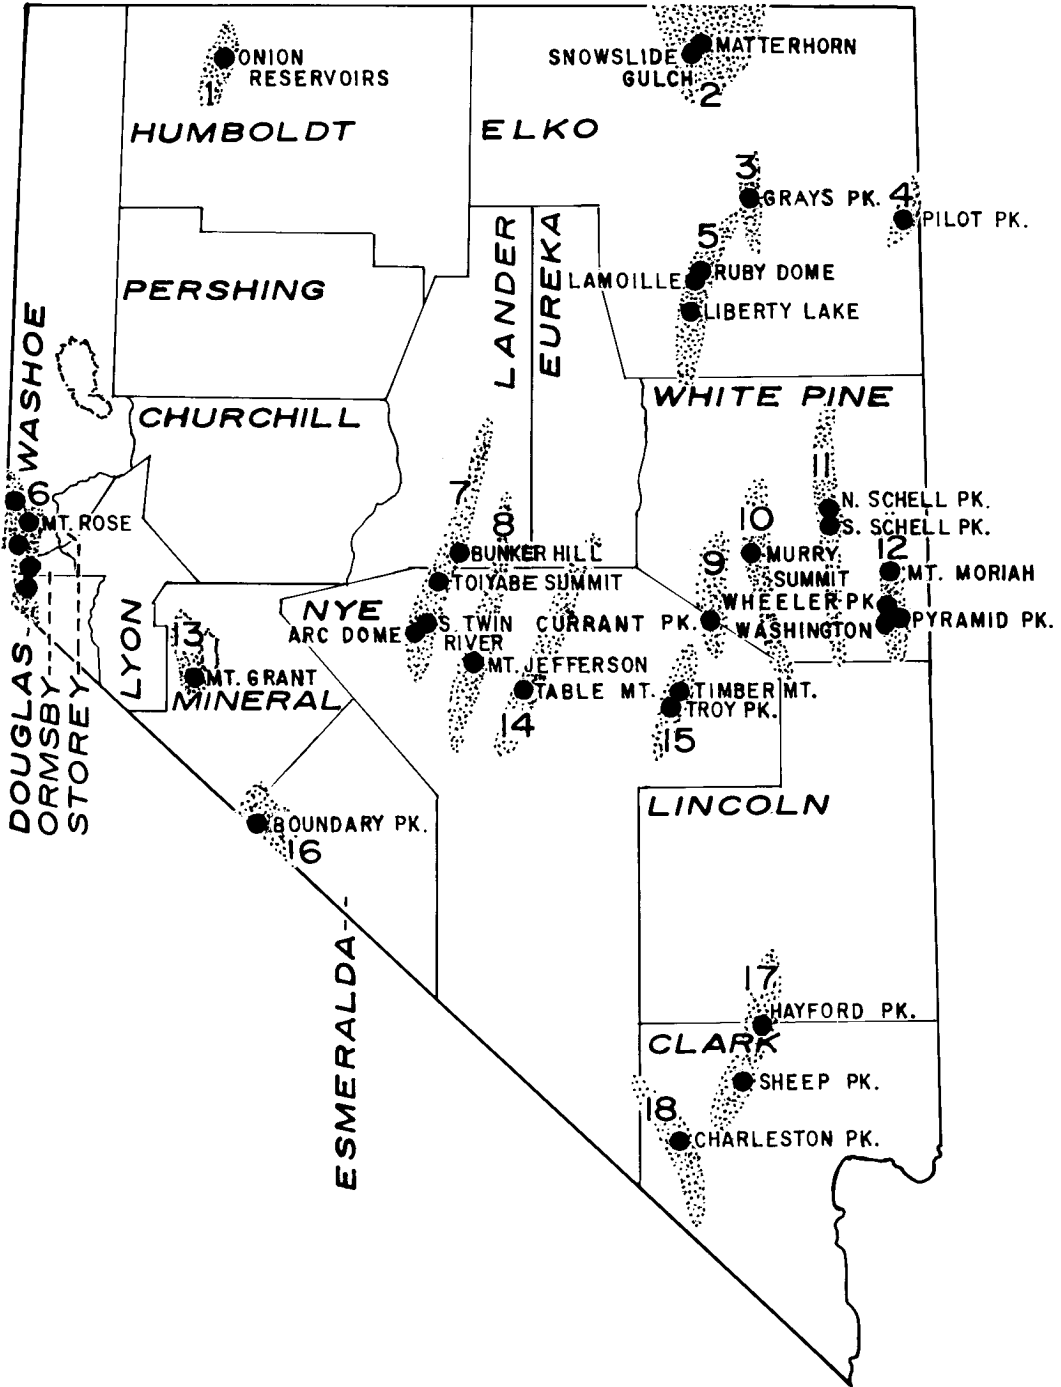 ONION
RESERVOIRS
1
HUMBOLDT
SNOWSLIDE
GULCH
MATTERHORN
2
ELKO
3
GRAYS PK.
4
PILOT PK.
5
RUBY DOME
LAMOILLE
LIBERTY LAKE
LANDER
EUREKA
PERSHING
WASHOE
CHURCHILL
WHITE PINE
6
MT. ROSE
7
8
BUNKER HILL
TOIYABE SUMMIT
9
10
MURRY
SUMMIT
11
N. SCHELL PK.
S. SCHELL PK.
12
MT. MORIAH
WHEELER PK
WASHINGTON
PYRAMID PK.
NYE
ARC DOME
S. TWIN
RIVER
CURRANT PK.
MT. JEFFERSON
TABLE MT.
14
TIMBER MT.
TROY PK.
15
LYON
13
MT. GRANT
MINERAL
DOUGLAS
ORMSBY
STOREY
BOUNDARY PK.
16
ESMERALDA
LINCOLN
17
HAYFORD PK.
CLARK
SHEEP PK.
18
CHARLESTON PK.